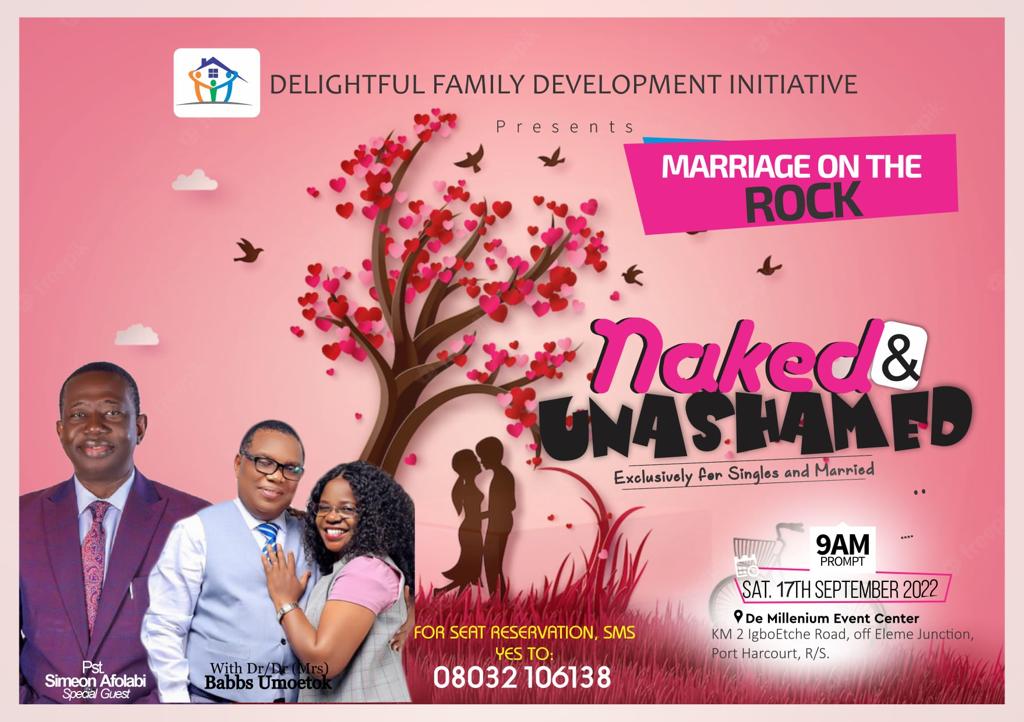 DELIGHTFUL FAMILY DEVELOPMENT INITIATIVE
Presents
MARRIAGE ON THE
ROCK
Naked &
UNASHAMED
Exclusively for Singles and Married
9AM
PROMPT
SAT. 17TH SEPTEMBER 2022
De Millenium Event Center
KM 2 IgboEtche Road, off Eleme Junction,
Port Harcourt, R/S.
FOR SEAT RESERVATION, SMS
YES TO:
08032 106138
Pst.
Simeon Afolabi
Special Guest
With Dr/Dr (Mrs)
Babbs Umoetok
freepik